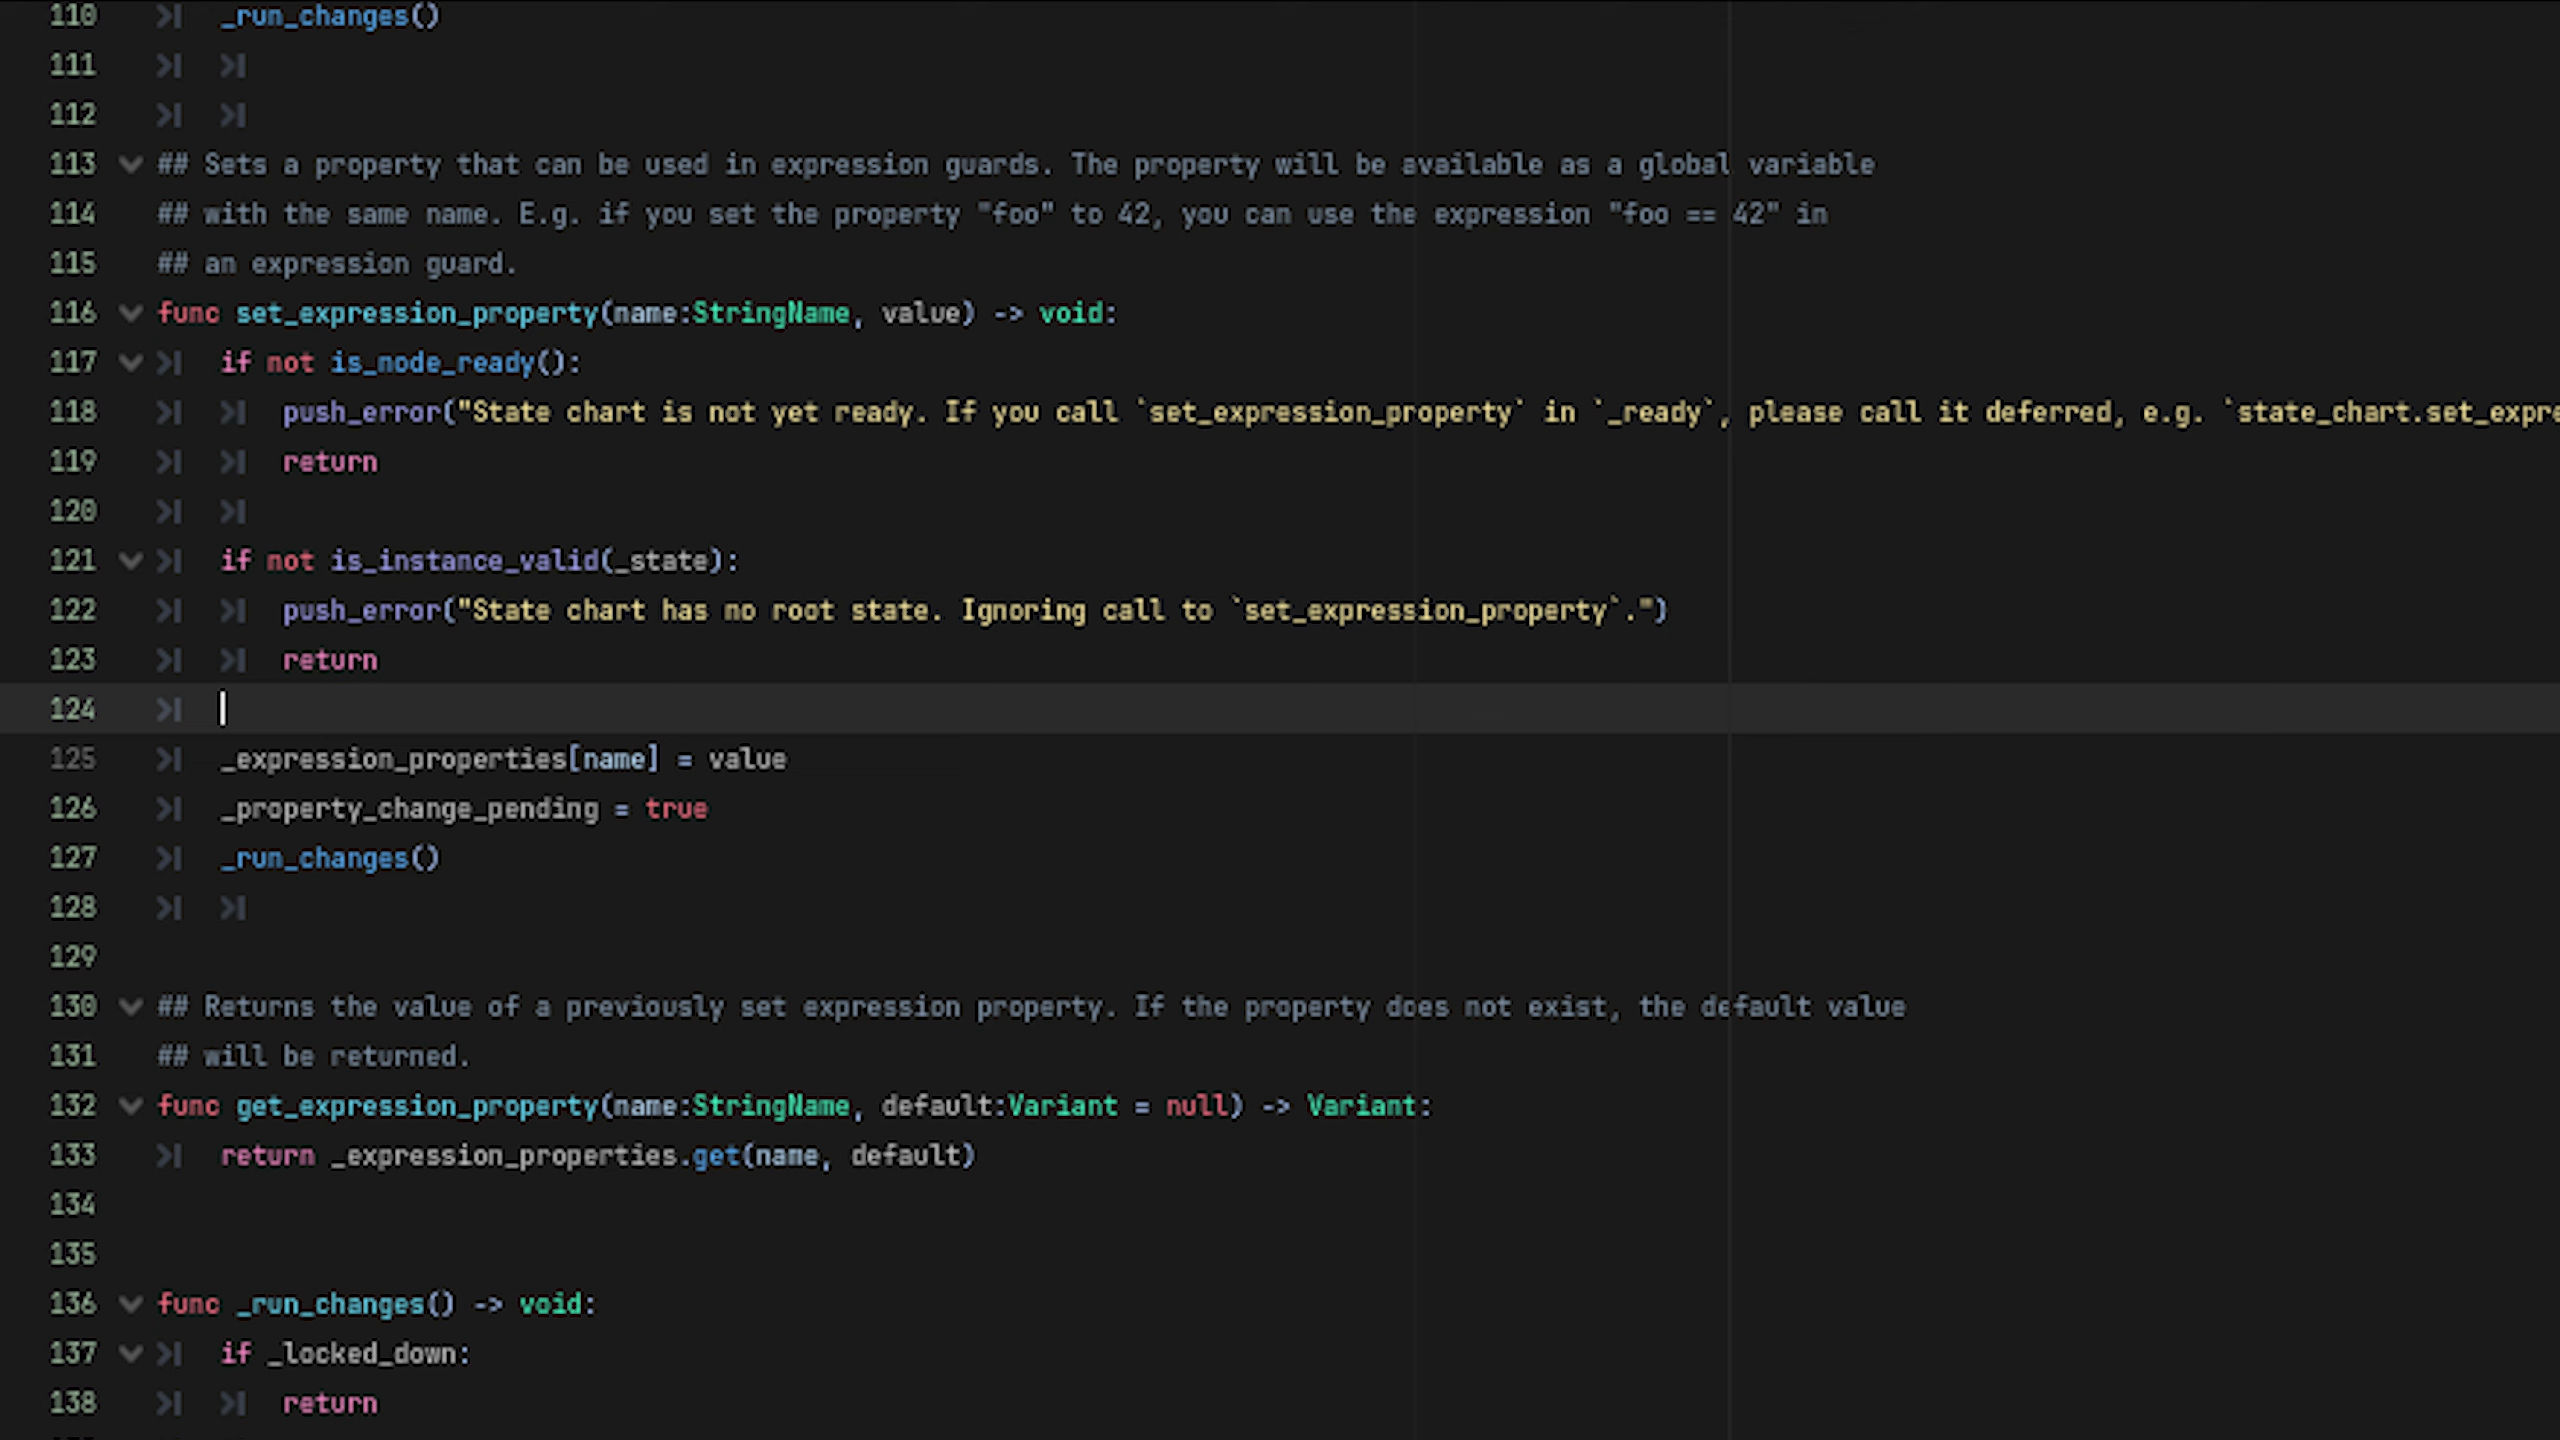 110 _run_changes()
111
112
113 ## Sets a property that can be used in expression guards. The property will be available as a global variable
114 ## with the same name. E.g. if you set the property "foo" to 42, you can use the expression "foo == 42" in
115 ## an expression guard.
116 func set_expression_property(name:StringName, value) -> void:
117 if not is_node_ready():
118 push_error("State chart is not yet ready. If you call `set_expression_property` in `_ready`, please call it deferred, e.g. `state_chart.set_expre
119 return
120
121 if not is_instance_valid(_state):
122 push_error("State chart has no root state. Ignoring call to `set_expression_property`.")
123 return
124
125 _expression_properties[name] = value
126 _property_change_pending = true
127 _run_changes()
128
129
130 ## Returns the value of a previously set expression property. If the property does not exist, the default value
131 ## will be returned.
132 func get_expression_property(name:StringName, default:Variant = null) -> Variant:
133 return _expression_properties.get(name, default)
134
135
136 func _run_changes() -> void:
137 if _locked_down:
138 return